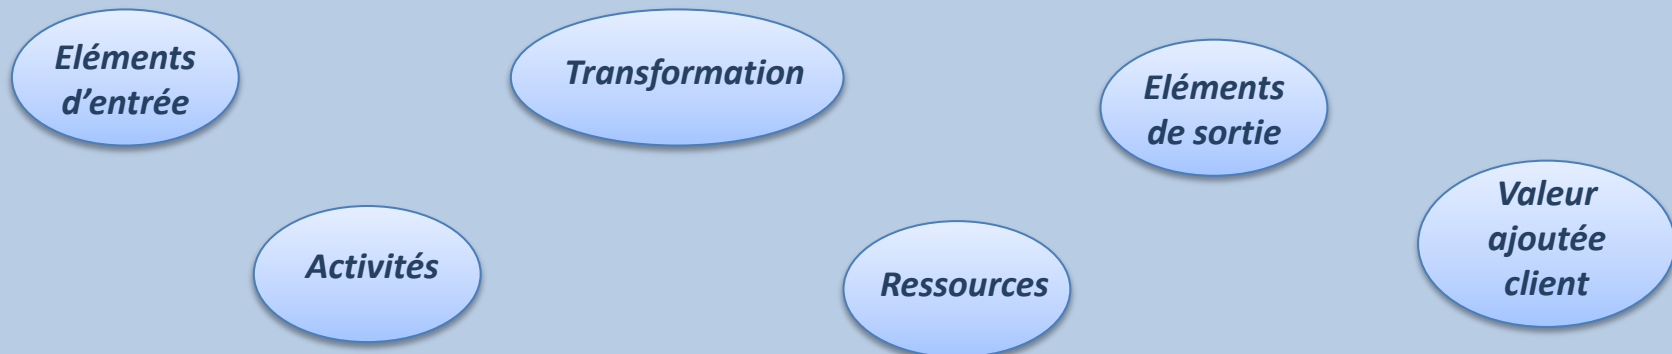 Eléments
d’entrée
Transformation
Eléments
de sortie
Activités
Ressources
Valeur
ajoutée
client